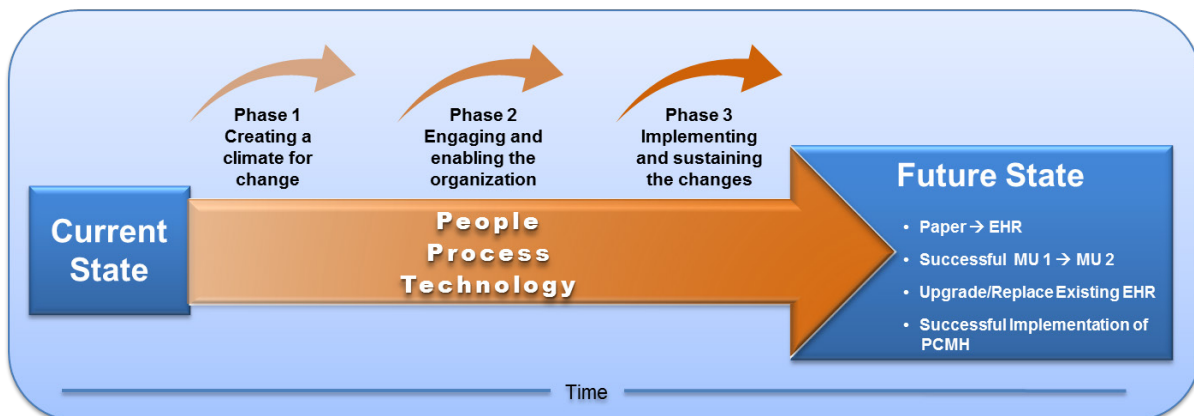 Phase 1
Creating a
climate for
change
Phase 2
Engaging and
enabling the
organization
Phase 3
Implementing
and sustaining
the changes
Current
State
People
Process
Technology
Future State
• Paper → EHR
• Successful MU 1 → MU 2
• Upgrade/Replace Existing EHR
• Successful Implementation of
PCMH
Time